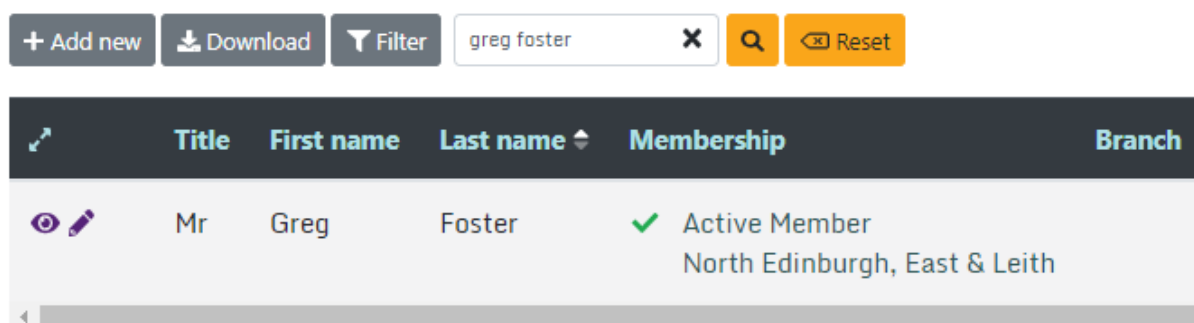 + Add new Download Filter greg foster Reset
Title First name Last name Membership Branch
Mr Greg Foster Active Member
North Edinburgh, East & Leith